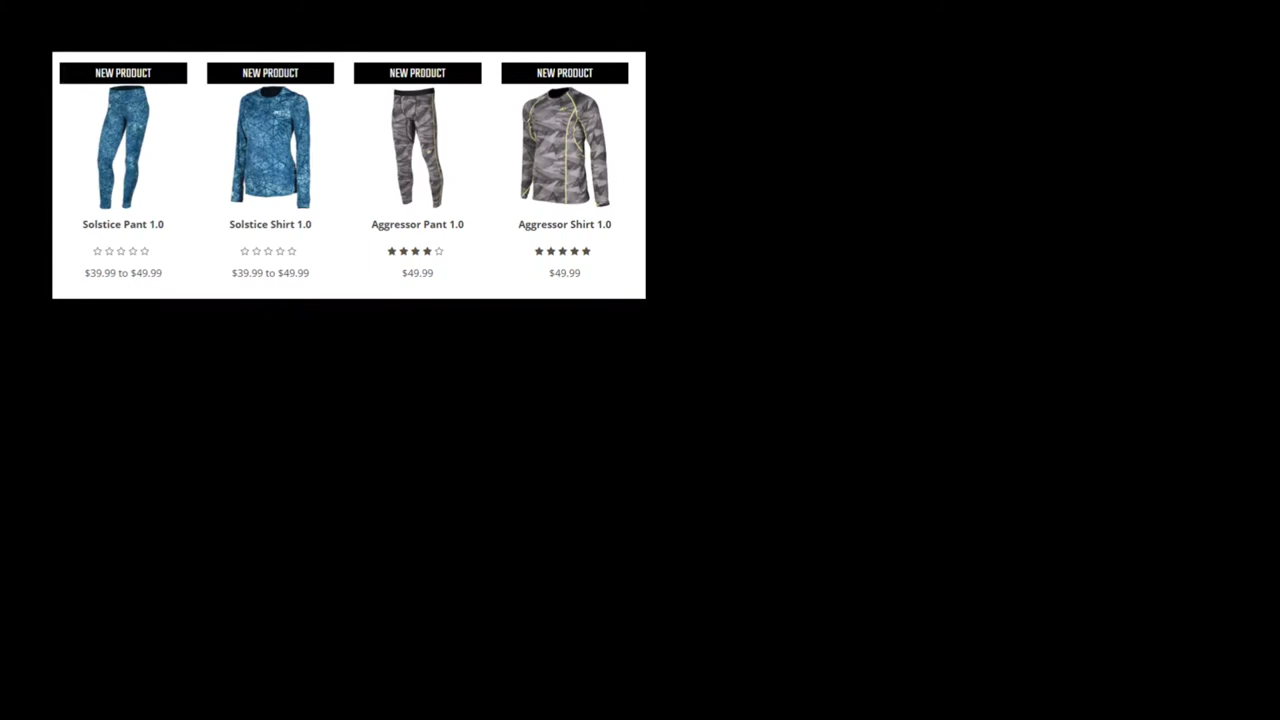 NEW PRODUCT NEW PRODUCT NEW PRODUCT NEW PRODUCT
Solstice Pant 1.0 Solstice Shirt 1.0 Aggressor Pant 1.0 Aggressor Shirt 1.0
$39.99 to $49.99 $39.99 to $49.99 $49.99 $49.99